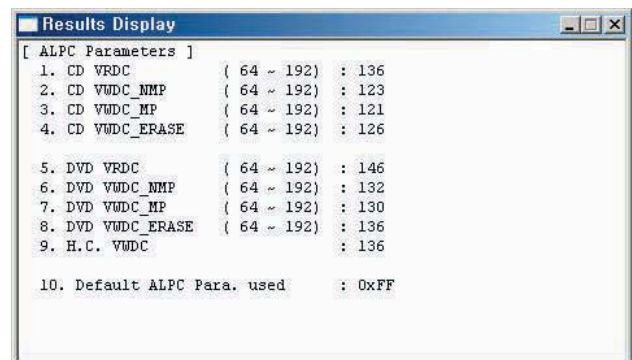 Results Display
[ ALPC Parameters ]
1. CD VRDC ( 64 ~ 192) : 136
2. CD VWDC_NMP ( 64 ~ 192) : 123
3. CD VWDC_MP ( 64 ~ 192) : 121
4. CD VWDC_ERASE ( 64 ~ 192) : 126
5. DVD VRDC ( 64 ~ 192) : 146
6. DVD VWDC_NMP ( 64 ~ 192) : 132
7. DVD VWDC_MP ( 64 ~ 192) : 130
8. DVD VWDC_ERASE ( 64 ~ 192) : 136
9. H.C. VWDC : 136
10. Default ALPC Para. used : 0xFF